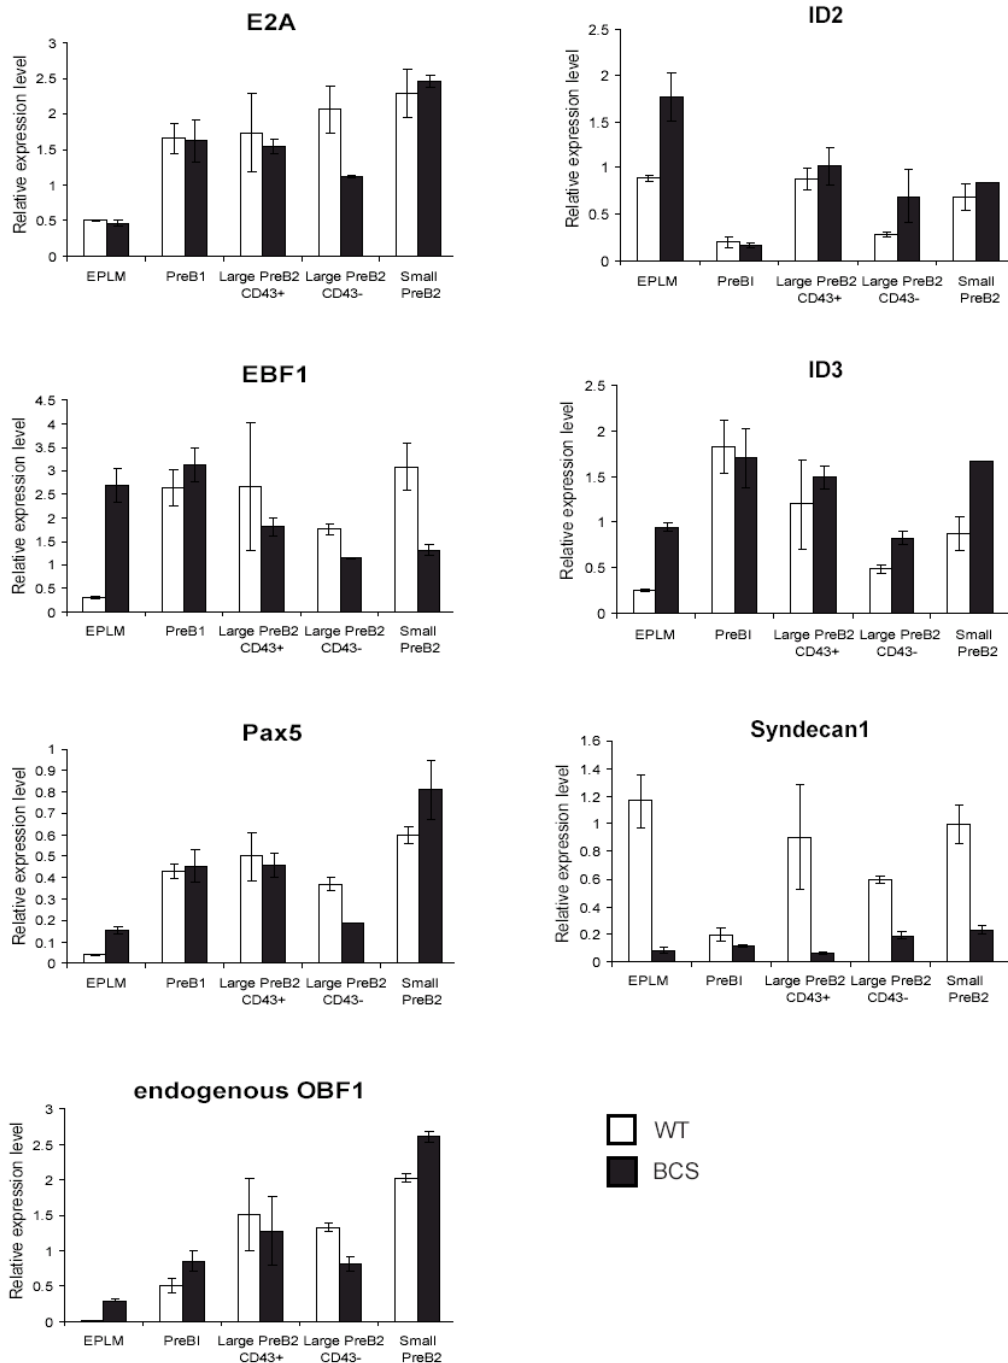 E2A
Relative expression level
3
2.5
2
1.5
1
0.5
0
EPLM PreB1 Large PreB2 Large PreB2 Small
CD43+ CD43- PreB2
ID2
Relative expression level
2.5
2
1.5
1
0.5
0
EPLM PreBI Large PreB2 Large PreB2 Small
CD43+ CD43- PreB2
EBF1
Relative expression level
4.5
4
3.5
3
2.5
2
1.5
1
0.5
0
EPLM PreB1 Large PreB2 Large PreB2 Small
CD43+ CD43- PreB2
ID3
Relative expression level
2.5
2
1.5
1
0.5
0
EPLM PreBI Large PreB2 Large PreB2 Small
CD43+ CD43- PreB2
Pax5
Relative expression level
1
0.9
0.8
0.7
0.6
0.5
0.4
0.3
0.2
0.1
0
EPLM PreB1 Large PreB2 Large PreB2 Small
CD43+ CD43- PreB2
Syndecan1
Relative expression level
1.6
1.4
1.2
1
0.8
0.6
0.4
0.2
0
EPLM PreBI Large PreB2 Large PreB2 Small
CD43+ CD43- PreB2
endogenous OBF1
Relative expression level
3
2.5
2
1.5
1
0.5
0
EPLM PreBI Large PreB2 Large PreB2 Small
CD43+ CD43- PreB2
WT
BCS